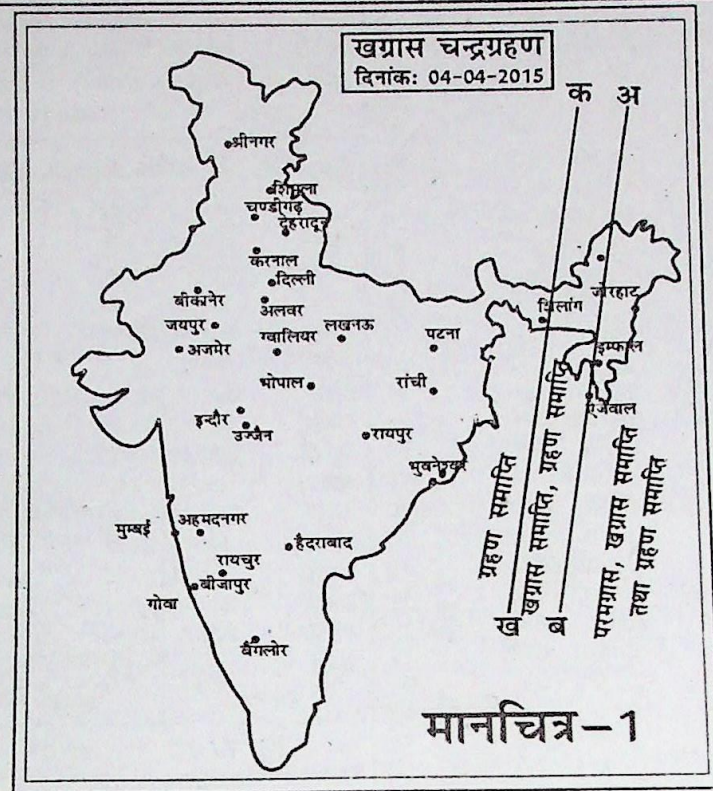 खग्रास चन्द्रग्रहण
दिनांक: 04-04-2015
क
अ
श्रीनगर
शिमला
चण्डीगढ़
देहरादून
करनाल
दिल्ली
बीकानेर
अलवर
जोरहाट
शिलांग
जयपुर
ग्वालियर
लखनऊ
पटना
अजमेर
इम्फाल
भोपाल
रांची
एजवाल
इन्दौर
उज्जैन
रायपुर
भुवनेश्वर
मुम्बई
अहमदनगर
हैदराबाद
रायचुर
बीजापुर
गोवा
बैंगलोर
ग्रहण समाप्ति
खग्रास समाप्ति, ग्रहण समाप्ति
परमग्रास, खग्रास समाप्ति
तथा ग्रहण समाप्ति
ख
ब
मानचित्र-1